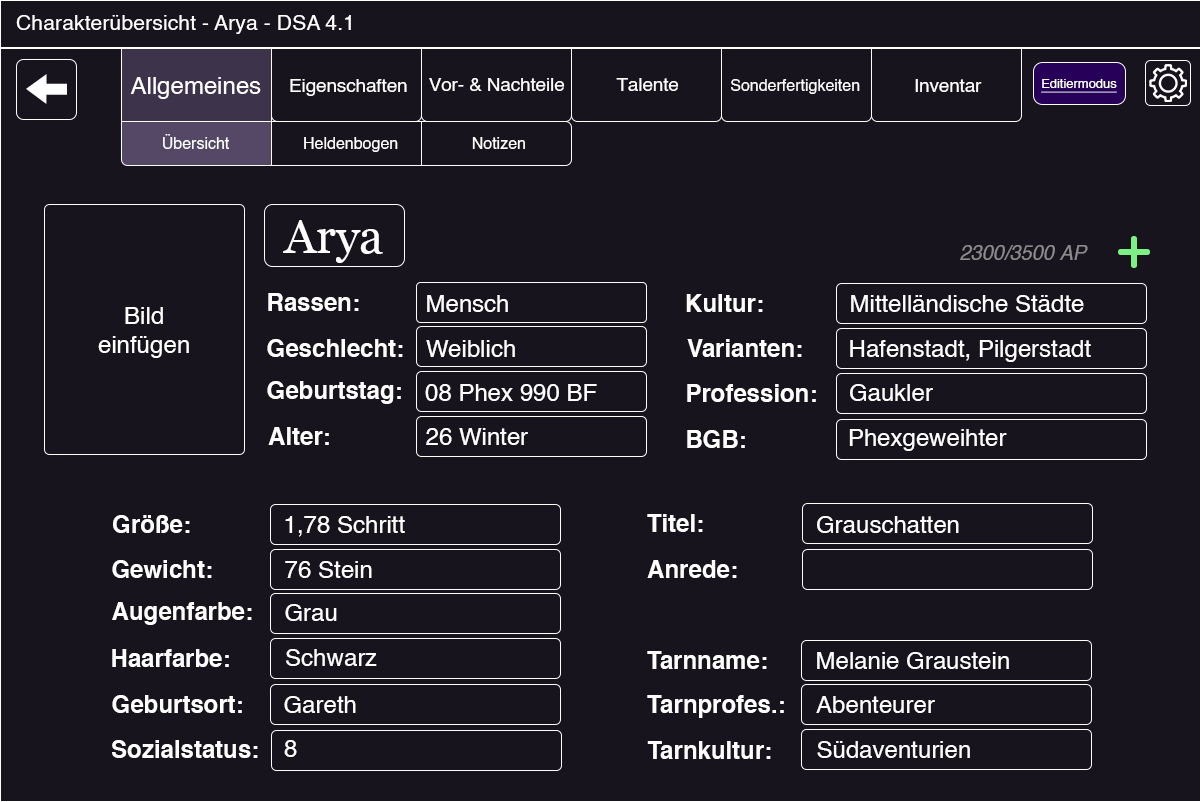 Charakterübersicht - Arya - DSA 4.1
Allgemeines
Eigenschaften
Vor- & Nachteile
Talente
Sonderfertigkeiten
Inventar
Editiermodus
Übersicht
Heldenbogen
Notizen
Bild
einfügen
Arya
2300/3500 AP
Rassen: Mensch
Geschlecht: Weiblich
Geburtstag: 08 Phex 990 BF
Alter: 26 Winter
Kultur: Mittelländische Städte
Varianten: Hafenstadt, Pilgerstadt
Profession: Gaukler
BGB: Phexgeweihter
Größe: 1,78 Schritt
Gewicht: 76 Stein
Augenfarbe: Grau
Haarfarbe: Schwarz
Geburtsort: Gareth
Sozialstatus: 8
Titel: Grauschatten
Anrede:
Tarnname: Melanie Graustein
Tarnprofes.: Abenteurer
Tarnkultur: Südaventurien